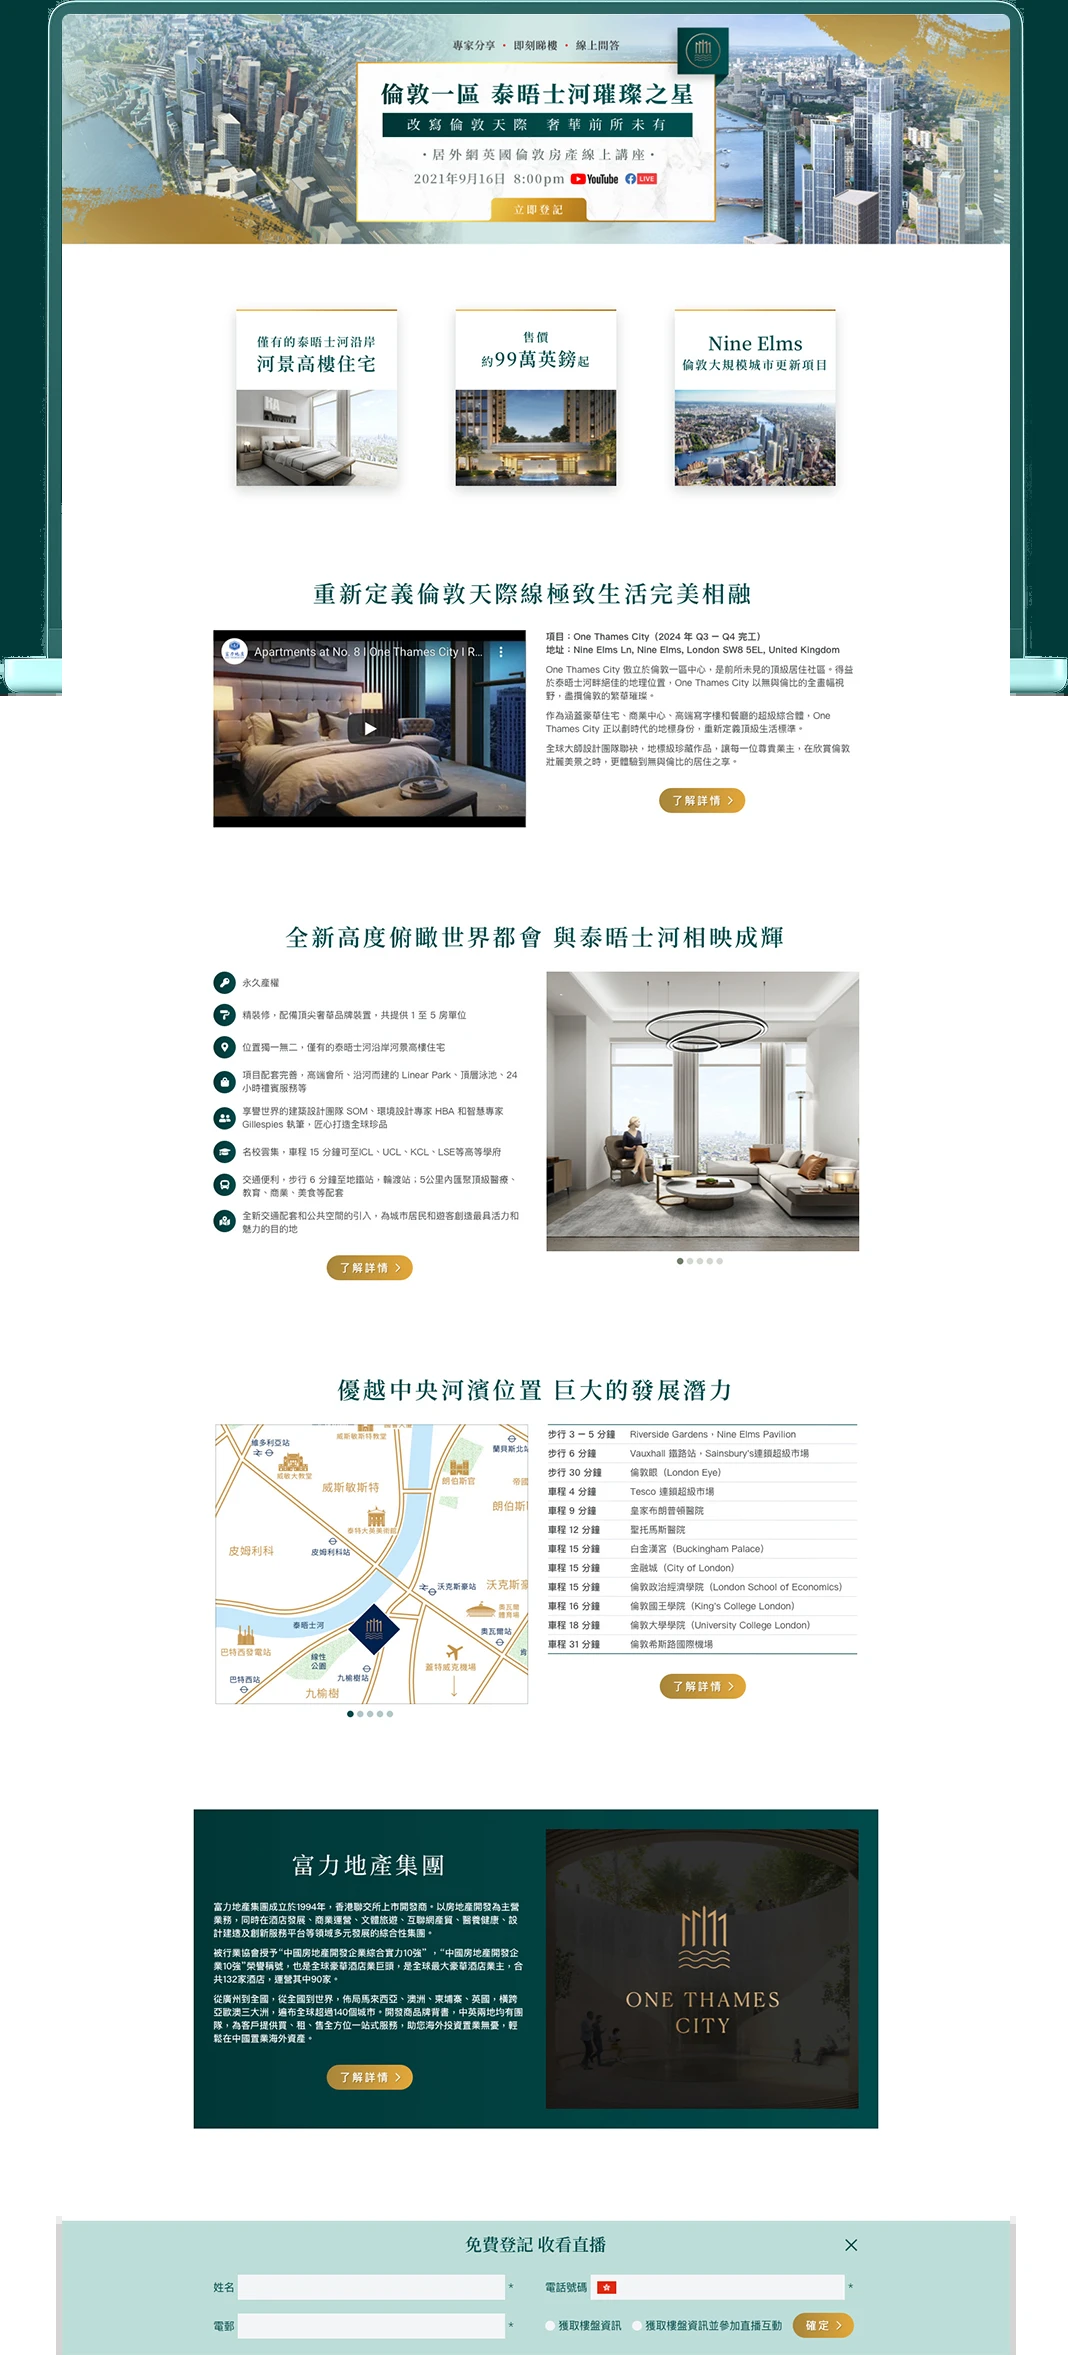 專家分享 • 即刻睇樓 • 線上問答
倫敦一區 泰晤士河璀璨之星
改寫倫敦天際 奢華前所未有
・居外網英國倫敦房產線上講座・
2021年9月16日 8:00pm YouTube LIVE
立即登記
僅有的泰晤士河沿岸
河景高樓住宅
售價
約99萬英鎊起
Nine Elms
倫敦大規模城市更新項目
重新定義倫敦天際線極致生活完美相融
Apartments at No. 8 | One Thames City | R...
項目：One Thames City（2024 年 Q3 － Q4 完工）
地址：Nine Elms Ln, Nine Elms, London SW8 5EL, United Kingdom
One Thames City 傲立於倫敦一區中心，是前所未見的頂級居住社區。得益
於泰晤士河畔絕佳的地理位置，One Thames City 以無與倫比的全畫幅視
野，盡攬倫敦的繁華璀璨。
作為涵蓋豪華住宅、商業中心、高端寫字樓和餐廳的超級綜合體，One
Thames City 正以劃時代的地標身份，重新定義頂級生活標準。
全球大師設計團隊聯袂，地標級珍藏作品，讓每一位尊貴業主，在欣賞倫敦
壯麗美景之時，更體驗到無與倫比的居住之享。
了解詳情
全新高度俯瞰世界都會 與泰晤士河相映成輝
永久產權
精裝修，配備頂尖奢華品牌裝置，共提供 1 至 5 房單位
位置獨一無二，僅有的泰晤士河沿岸河景高樓住宅
項目配套完善，高端會所、沿河而建的 Linear Park、頂層泳池、24
小時禮賓服務等
享譽世界的建築設計團隊 SOM、環境設計專家 HBA 和智慧專家
Gillespies 執筆，匠心打造全球珍品
名校雲集，車程 15 分鐘可至ICL、UCL、KCL、LSE等高等學府
交通便利，步行 6 分鐘至地鐵站，輪渡站；5公里內匯聚頂級醫療、
教育、商業、美食等配套
全新交通配套和公共空間的引入，為城市居民和遊客創造最具活力和
魅力的目的地
了解詳情
優越中央河濱位置 巨大的發展潛力
維多利亞站
威斯敏斯特教堂
蘭貝斯北站
威敏大教堂
威斯敏斯特
朗伯斯宮
帝國
朗伯斯
泰特大英美術館
皮姆利科
皮姆利科站
沃克斯豪站
沃克斯豪
奧瓦爾
體育場
泰晤士河
奧瓦爾站
巴特西發電站
線性
公園
蓋特威克機場
肯
九榆樹站
巴特西站
九榆樹
步行 3 － 5 分鐘 Riverside Gardens，Nine Elms Pavilion
步行 6 分鐘 Vauxhall 鐵路站，Sainsbury's連鎖超級市場
步行 30 分鐘 倫敦眼（London Eye）
車程 4 分鐘 Tesco 連鎖超級市場
車程 9 分鐘 皇家布朗普頓醫院
車程 12 分鐘 聖托馬斯醫院
車程 15 分鐘 白金漢宮（Buckingham Palace）
車程 15 分鐘 金融城（City of London）
車程 15 分鐘 倫敦政治經濟學院（London School of Economics）
車程 16 分鐘 倫敦國王學院（King's College London）
車程 18 分鐘 倫敦大學學院（University College London）
車程 31 分鐘 倫敦希斯路國際機場
了解詳情
富力地產集團
富力地產集團成立於1994年，香港聯交所上市開發商。以房地產開發為主營
業務，同時在酒店發展、商業運營、文體旅遊、互聯網產貿、醫養健康、設
計建造及創新服務平台等領域多元發展的綜合性集團。
被行業協會授予“中國房地產開發企業綜合實力10強”，“中國房地產開發企
業10強”榮譽稱號，也是全球豪華酒店業巨頭，是全球最大豪華酒店業主，合
共132家酒店，運營其中90家。
從廣州到全國，從全國到世界，佈局馬來西亞、澳洲、柬埔寨、英國，橫跨
亞歐澳三大洲，遍布全球超過140個城市。開發商品牌背書，中英兩地均有團
隊，為客戶提供買、租、售全方位一站式服務，助您海外投資置業無憂，輕
鬆在中國置業海外資產。
了解詳情
ONE THAMES
CITY
免費登記 收看直播
姓名 *
電話號碼 *
電郵 *
獲取樓盤資訊 獲取樓盤資訊並參加直播互動 確定